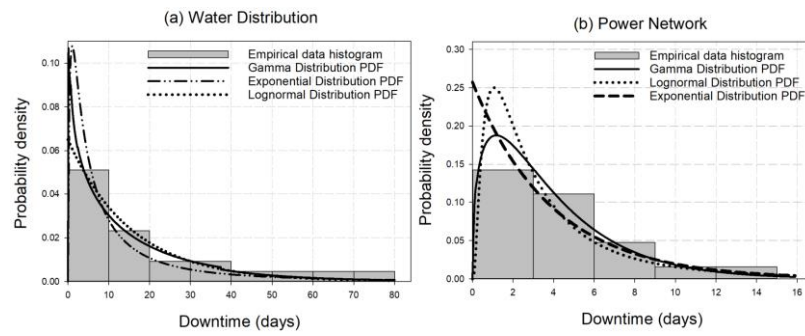 (a) Water Distribution
Empirical data histogram
Gamma Distribution PDF
Exponential Distribution PDF
Lognormal Distribution PDF
Probability density
0.10
0.08
0.06
0.04
0.02
0.00
0 10 20 30 40 50 60 70 80
Downtime (days)
(b) Power Network
Empirical data histogram
Gamma Distribution PDF
Lognormal Distribution PDF
Exponential Distribution PDF
Probability density
0.30
0.25
0.20
0.15
0.10
0.05
0.00
0 2 4 6 8 10 12 14 16
Downtime (days)